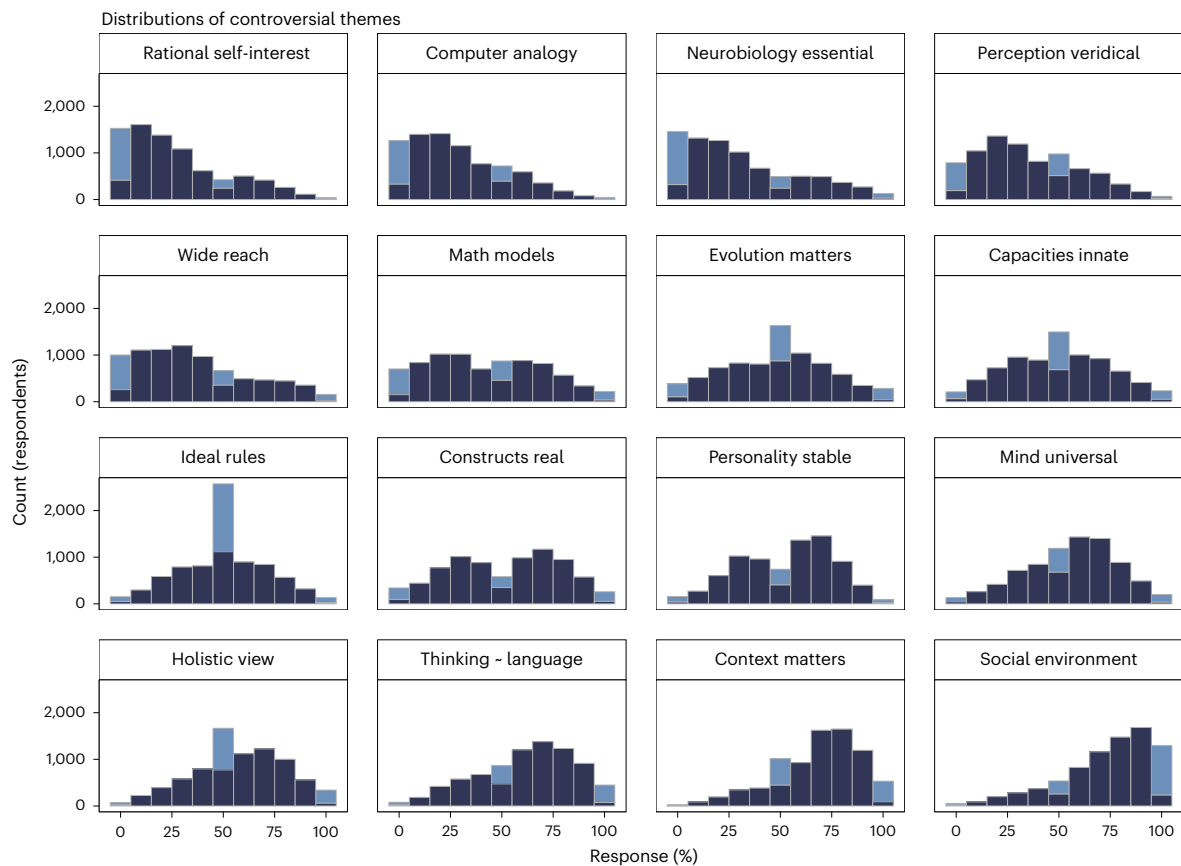 Distributions of controversial themes
Rational self-interest
Computer analogy
Neurobiology essential
Perception veridical
2,000
1,000
0
Wide reach
Math models
Evolution matters
Capacities innate
2,000
1,000
0
Count (respondents)
Ideal rules
Constructs real
Personality stable
Mind universal
2,000
1,000
0
Holistic view
Thinking ~ language
Context matters
Social environment
2,000
1,000
0
0 25 50 75 100
0 25 50 75 100
0 25 50 75 100
0 25 50 75 100
Response (%)